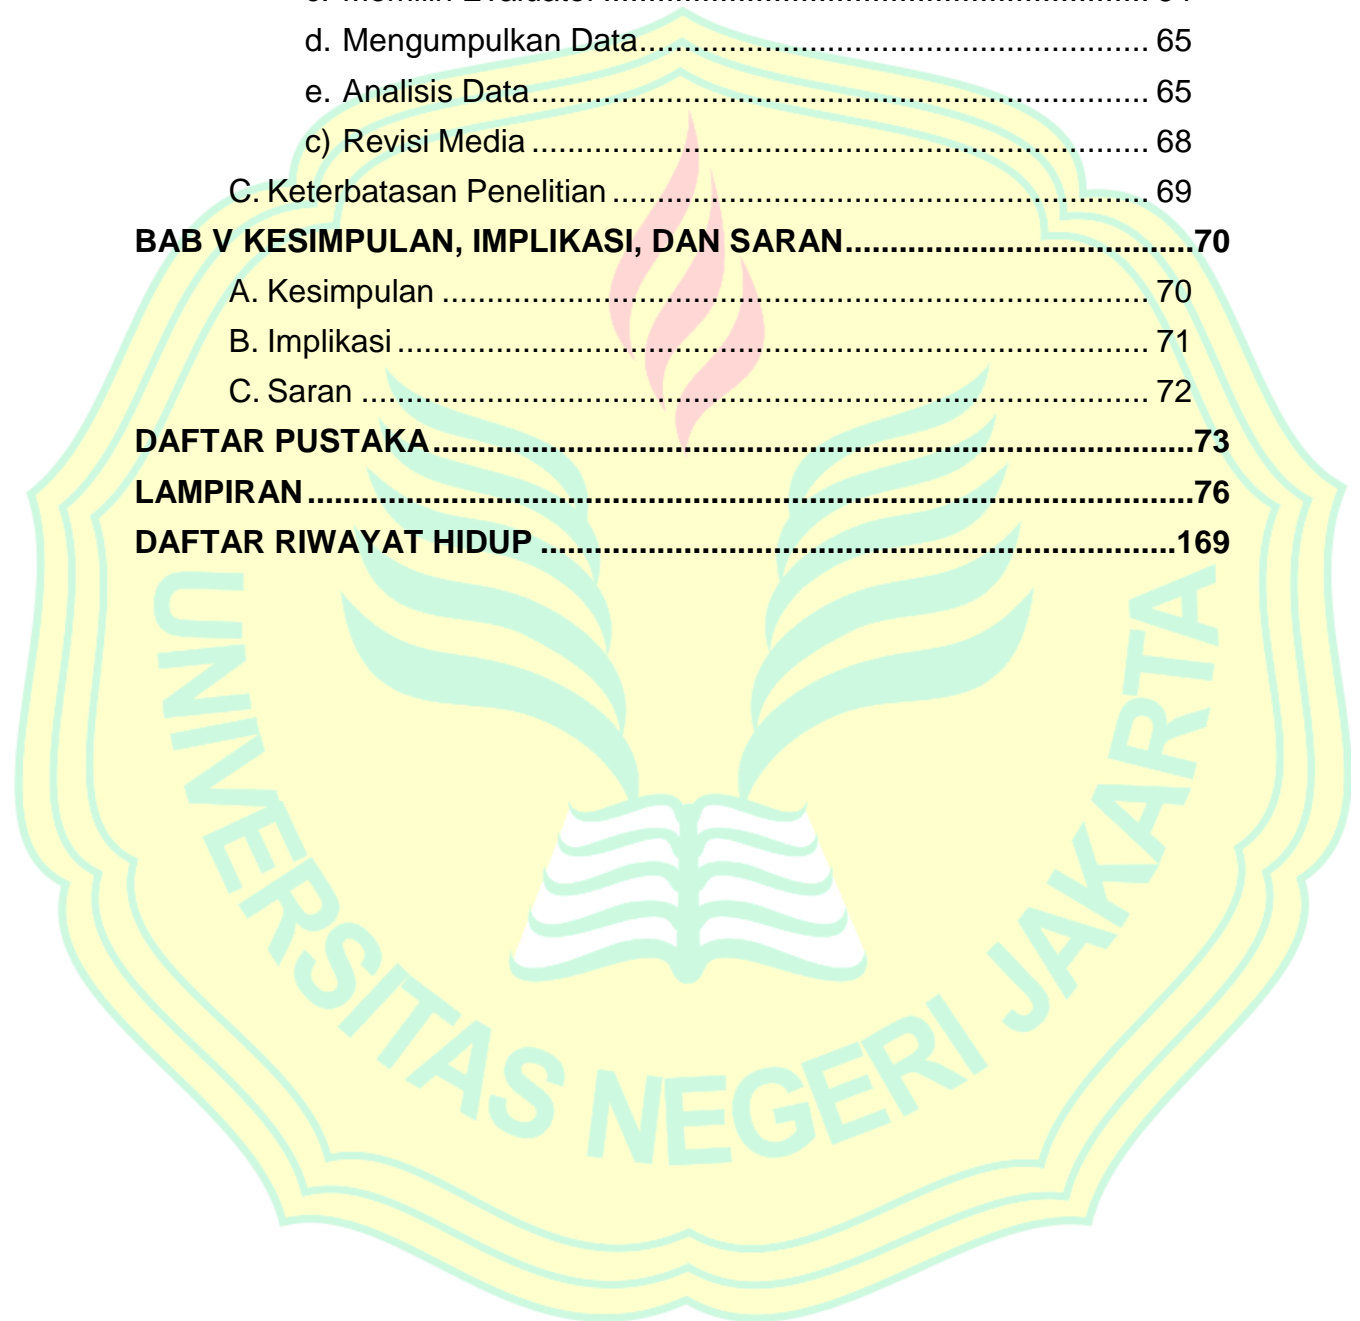 d. Mengumpulkan Data.......................................................... 65
e. Analisis Data...................................................................... 65
c) Revisi Media ...................................................................... 68
C. Keterbatasan Penelitian ............................................................. 69
BAB V KESIMPULAN, IMPLIKASI, DAN SARAN.......................................70
A. Kesimpulan ................................................................................ 70
B. Implikasi ..................................................................................... 71
C. Saran ......................................................................................... 72
DAFTAR PUSTAKA.....................................................................................73
LAMPIRAN...................................................................................................76
DAFTAR RIWAYAT HIDUP .......................................................................169
UNIVERSITAS NEGERI JAKARTA